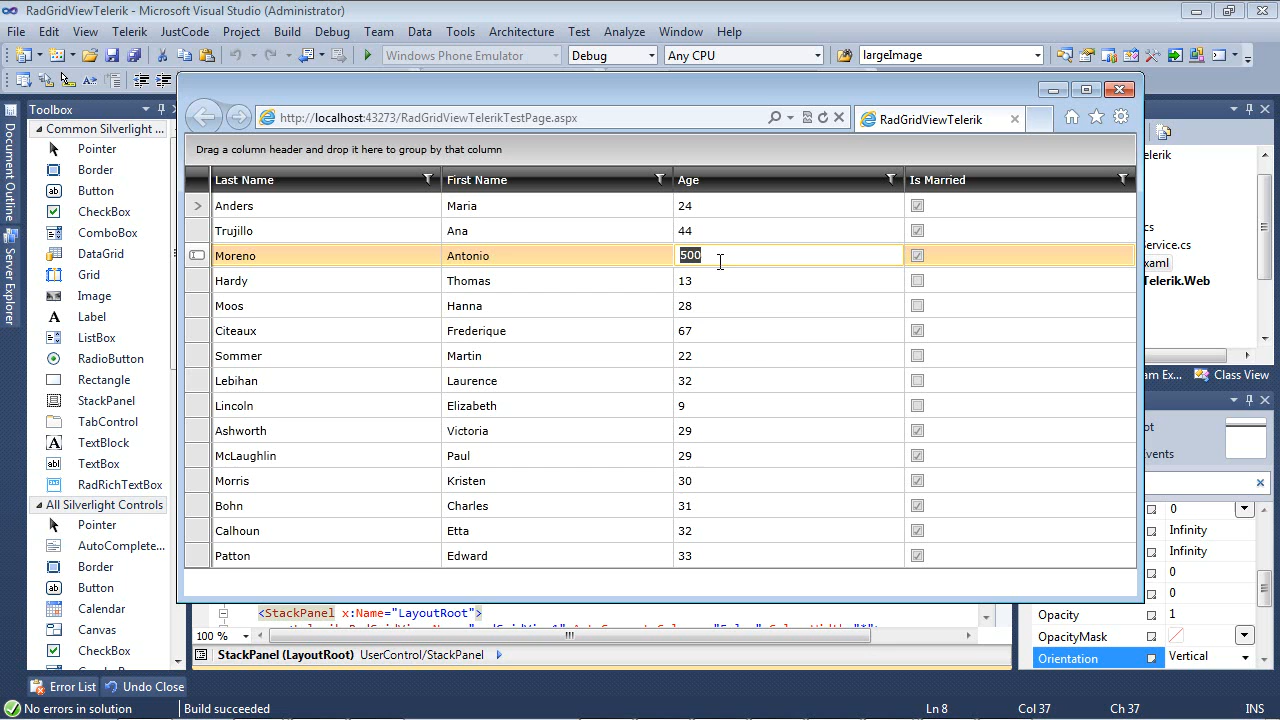 RadGridViewTelerik - Microsoft Visual Studio (Administrator)
File Edit View Telerik JustCode Project Build Debug Team Data Tools Architecture Test Analyze Window Help
Windows Phone Emulator Debug Any CPU largeImage
Toolbox
Common Silverlight ...
Pointer
Border
Button
CheckBox
ComboBox
DataGrid
Grid
Image
Label
ListBox
RadioButton
Rectangle
StackPanel
TabControl
TextBlock
TextBox
RadRichTextBox
All Silverlight Controls
Pointer
AutoComplete...
Border
Button
Calendar
Canvas
CheckBox
Document Outline
Server Explorer
http://localhost:43273/RadGridViewTelerikTestPage.aspx
RadGridViewTelerik
Drag a column header and drop it here to group by that column
Last Name First Name Age Is Married
Anders Maria 24
Trujillo Ana 44
Moreno Antonio 500
Hardy Thomas 13
Moos Hanna 28
Citeaux Frederique 67
Sommer Martin 22
Lebihan Laurence 32
Lincoln Elizabeth 9
Ashworth Victoria 29
McLaughlin Paul 29
Morris Kristen 30
Bohn Charles 31
Calhoun Etta 32
Patton Edward 33
<StackPanel x:Name="LayoutRoot">
100 %
StackPanel (LayoutRoot) UserControl/StackPanel
elerik
cs
ervice.cs
xaml
Telerik.Web
am Ex... Class View
ot
vents
0
Infinity
Infinity
0
0
Opacity 1
OpacityMask
Orientation Vertical
Error List Undo Close
No errors in solution Build succeeded Ln 8 Col 37 Ch 37 INS